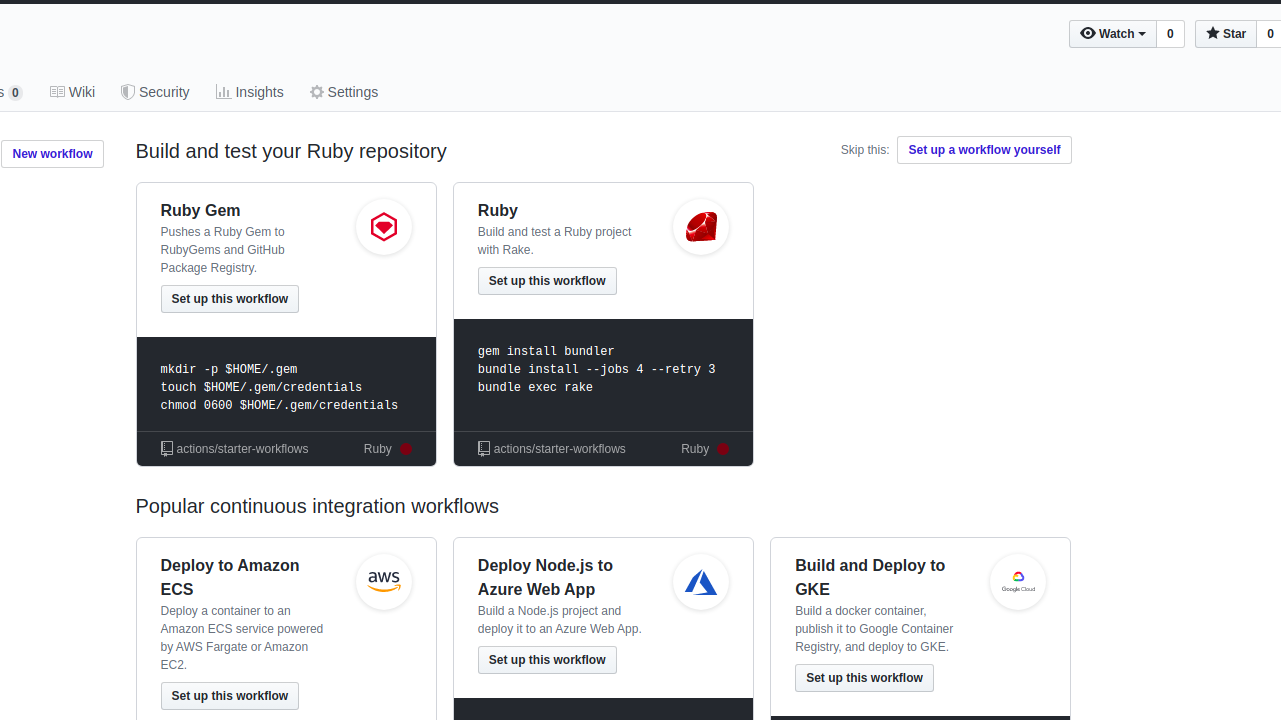 Watch 0 Star 0
0 Wiki Security Insights Settings
New workflow
Build and test your Ruby repository
Skip this: Set up a workflow yourself
Ruby Gem
Pushes a Ruby Gem to
RubyGems and GitHub
Package Registry.
Set up this workflow
mkdir -p $HOME/.gem
touch $HOME/.gem/credentials
chmod 0600 $HOME/.gem/credentials
actions/starter-workflows Ruby
Ruby
Build and test a Ruby project
with Rake.
Set up this workflow
gem install bundler
bundle install --jobs 4 --retry 3
bundle exec rake
actions/starter-workflows Ruby
Popular continuous integration workflows
Deploy to Amazon
ECS
Deploy a container to an
Amazon ECS service powered
by AWS Fargate or Amazon
EC2.
Set up this workflow
aws
Deploy Node.js to
Azure Web App
Build a Node.js project and
deploy it to an Azure Web App.
Set up this workflow
Build and Deploy to
GKE
Build a docker container,
publish it to Google Container
Registry, and deploy to GKE.
Set up this workflow
Google Cloud